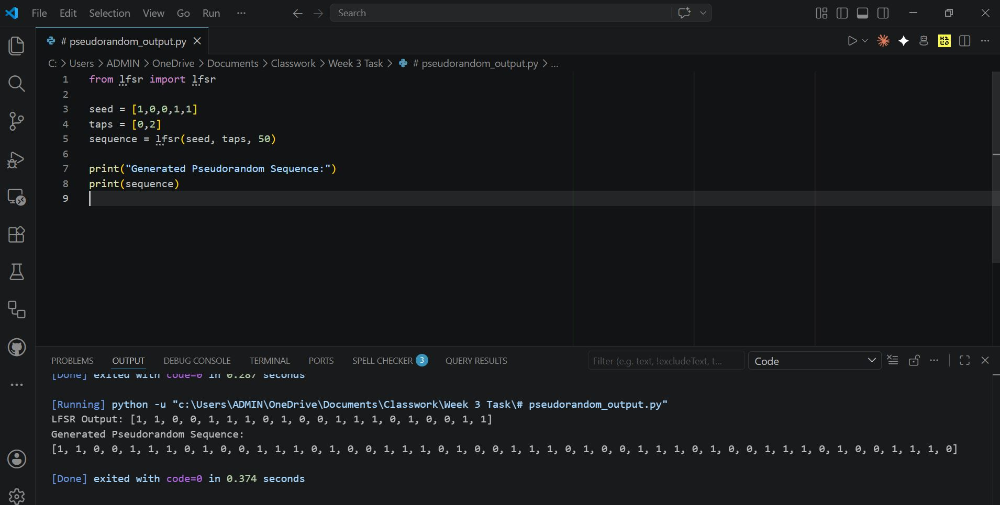 File Edit Selection View Go Run ···
Search
# pseudorandom_output.py
C: > Users > ADMIN > OneDrive > Documents > Classwork > Week 3 Task > # pseudorandom_output.py > ...
1 from lfsr import lfsr
2
3 seed = [1,0,0,1,1]
4 taps = [0,2]
5 sequence = lfsr(seed, taps, 50)
6
7 print("Generated Pseudorandom Sequence:")
8 print(sequence)
9
PROBLEMS OUTPUT DEBUG CONSOLE TERMINAL PORTS SPELL CHECKER 3 QUERY RESULTS Filter (e.g. text, !excludeText, t... Code
[Done] exited with code=0 in 0.287 seconds
[Running] python -u "c:\Users\ADMIN\OneDrive\Documents\Classwork\Week 3 Task\# pseudorandom_output.py"
LFSR Output: [1, 1, 0, 0, 1, 1, 1, 0, 1, 0, 0, 1, 1, 1, 0, 1, 0, 0, 1, 1]
Generated Pseudorandom Sequence:
[1, 1, 0, 0, 1, 1, 1, 0, 1, 0, 0, 1, 1, 1, 0, 1, 0, 0, 1, 1, 1, 0, 1, 0, 0, 1, 1, 1, 0, 1, 0, 0, 1, 1, 1, 0, 1, 0, 0, 1, 1, 1, 0, 1, 0, 0, 1, 1, 1, 0]
[Done] exited with code=0 in 0.374 seconds